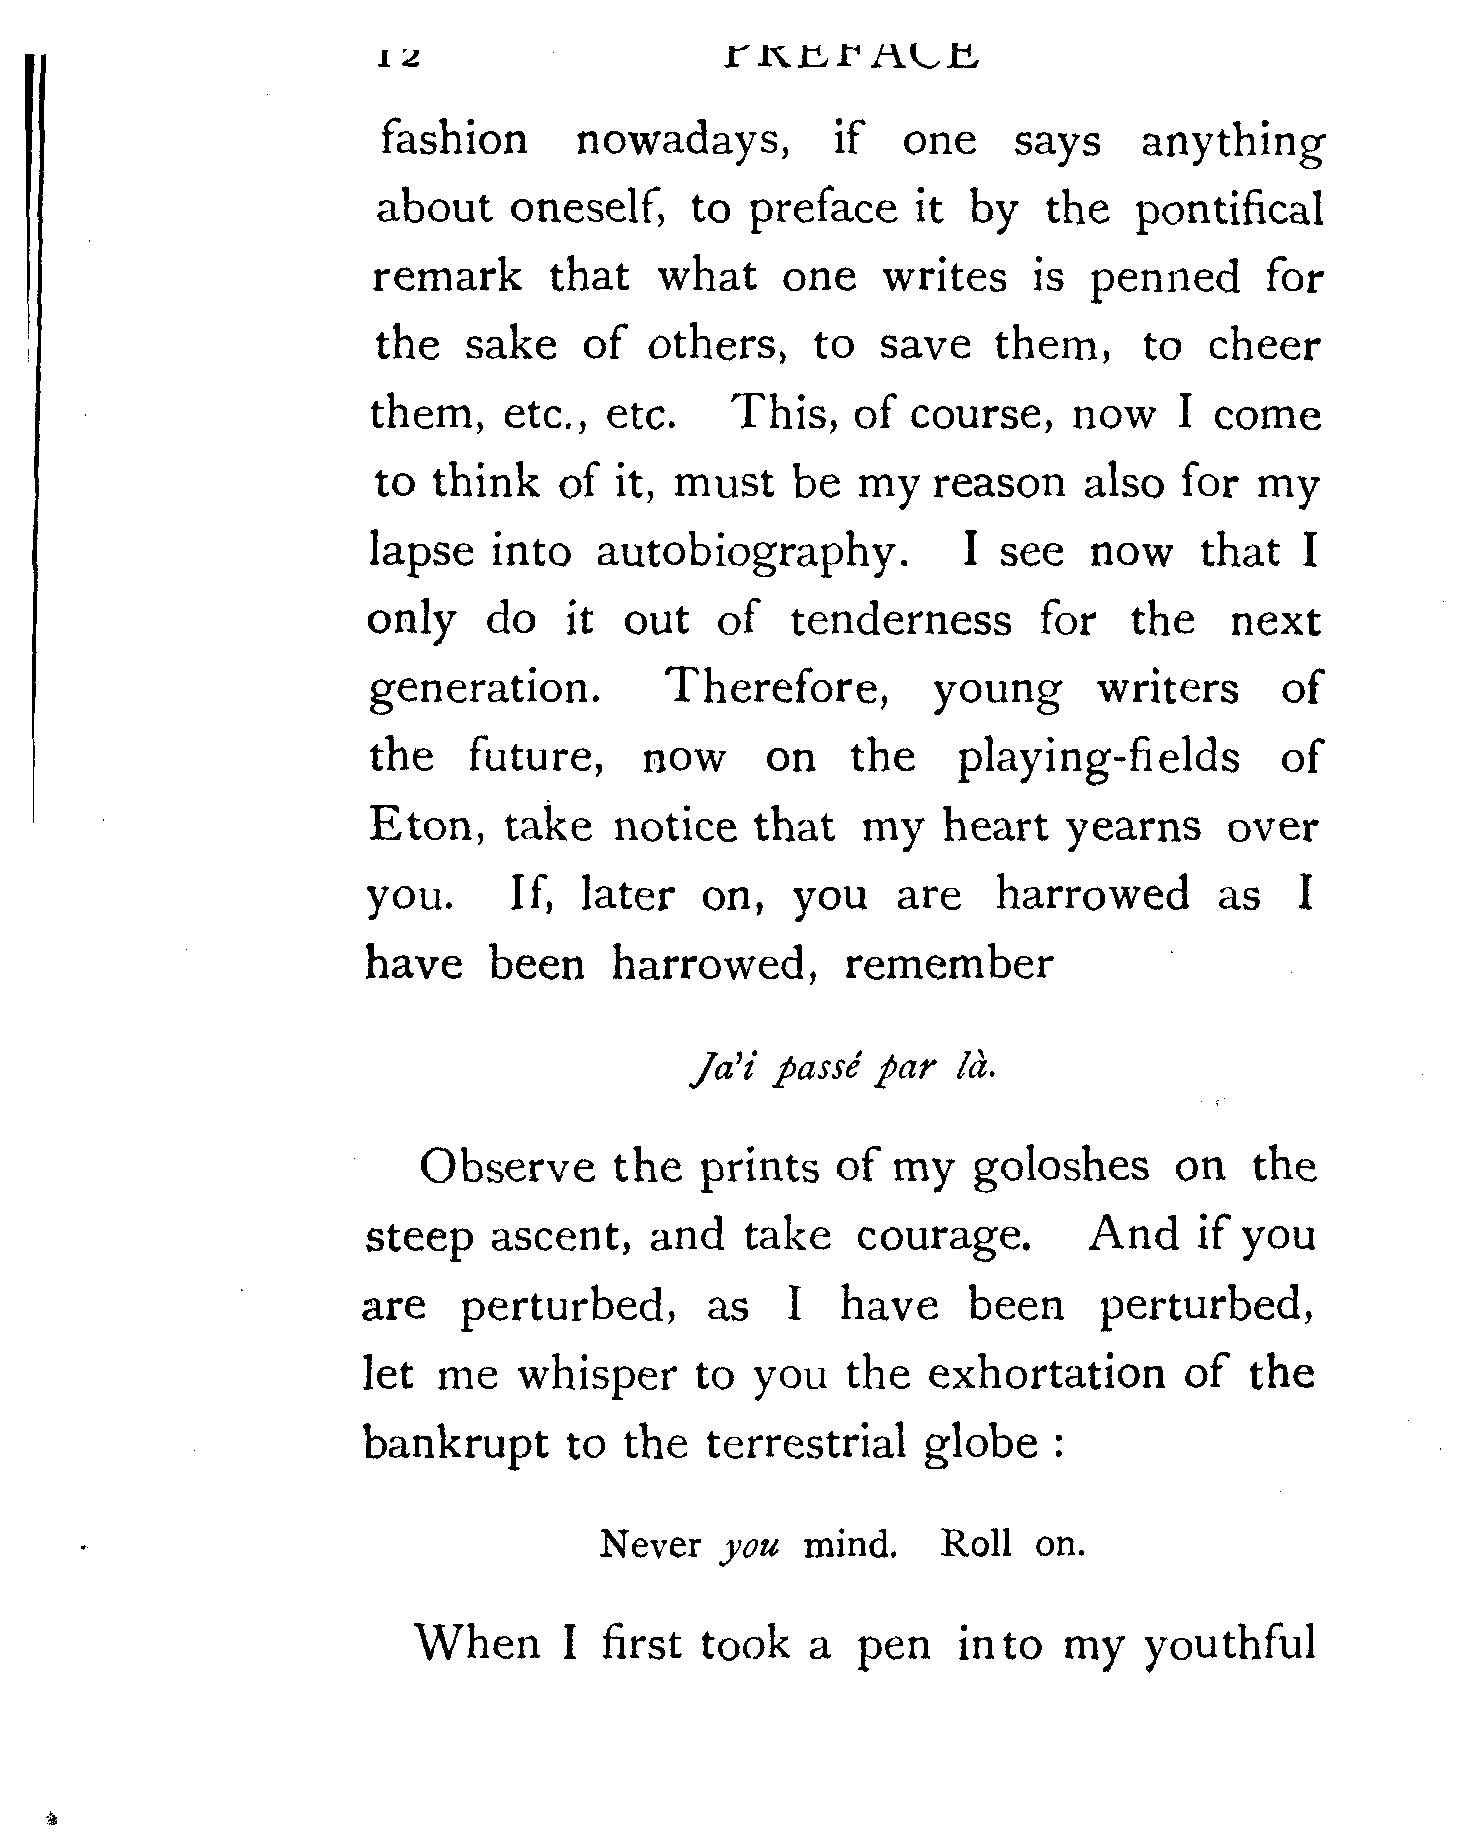 12 PREFACE
fashion nowadays, if one says anything
about oneself, to preface it by the pontifical
remark that what one writes is penned for
the sake of others, to save them, to cheer
them, etc., etc. This, of course, now I come
to think of it, must be my reason also for my
lapse into autobiography. I see now that I
only do it out of tenderness for the next
generation. Therefore, young writers of
the future, now on the playing-fields of
Eton, take notice that my heart yearns over
you. If, later on, you are harrowed as I
have been harrowed, remember
Ja'i passé par là.
Observe the prints of my goloshes on the
steep ascent, and take courage. And if you
are perturbed, as I have been perturbed,
let me whisper to you the exhortation of the
bankrupt to the terrestrial globe :
Never you mind. Roll on.
When I first took a pen into my youthful